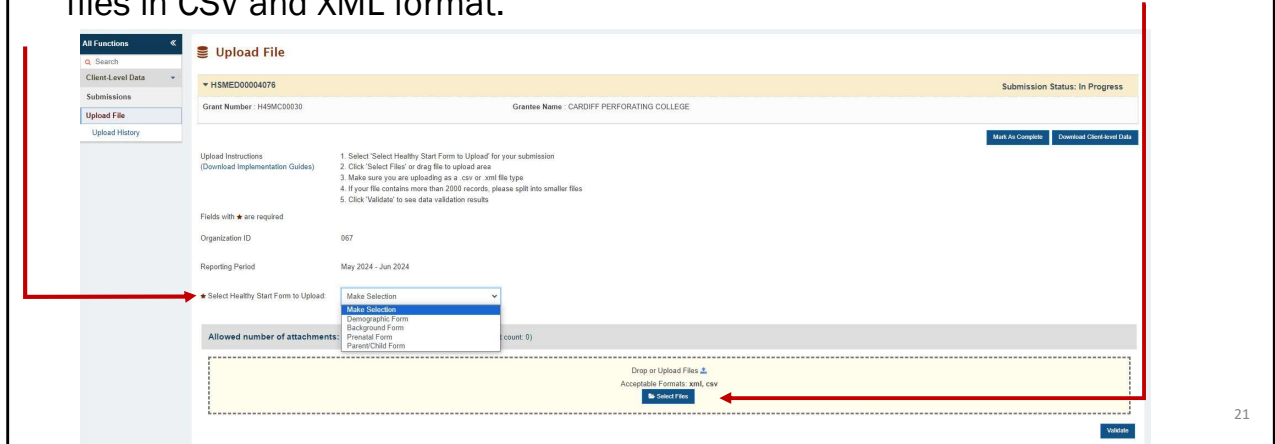 files in CSV and XML format.
All Functions «
Search
Client-Level Data
Submissions
Upload File
Upload History
Upload File
HSMED00004076 Submission Status: In Progress
Grant Number : H49MC00030 Grantee Name : CARDIFF PERFORATING COLLEGE
Mark As Complete Download Client-level Data
Upload Instructions
(Download Implementation Guides)
1. Select 'Select Healthy Start Form to Upload' for your submission
2. Click 'Select Files' or drag file to upload area
3. Make sure you are uploading as a .csv or .xml file type
4. If your file contains more than 2000 records, please split into smaller files
5. Click 'Validate' to see data validation results
Fields with ★ are required
Organization ID 067
Reporting Period May 2024 - Jun 2024
★ Select Healthy Start Form to Upload: Make Selection
Make Selection
Demographic Form
Background Form
Prenatal Form
Parent/Child Form
Allowed number of attachments: count: 0)
Drop or Upload Files
Acceptable Formats: xml, csv
Select Files
Validate
21